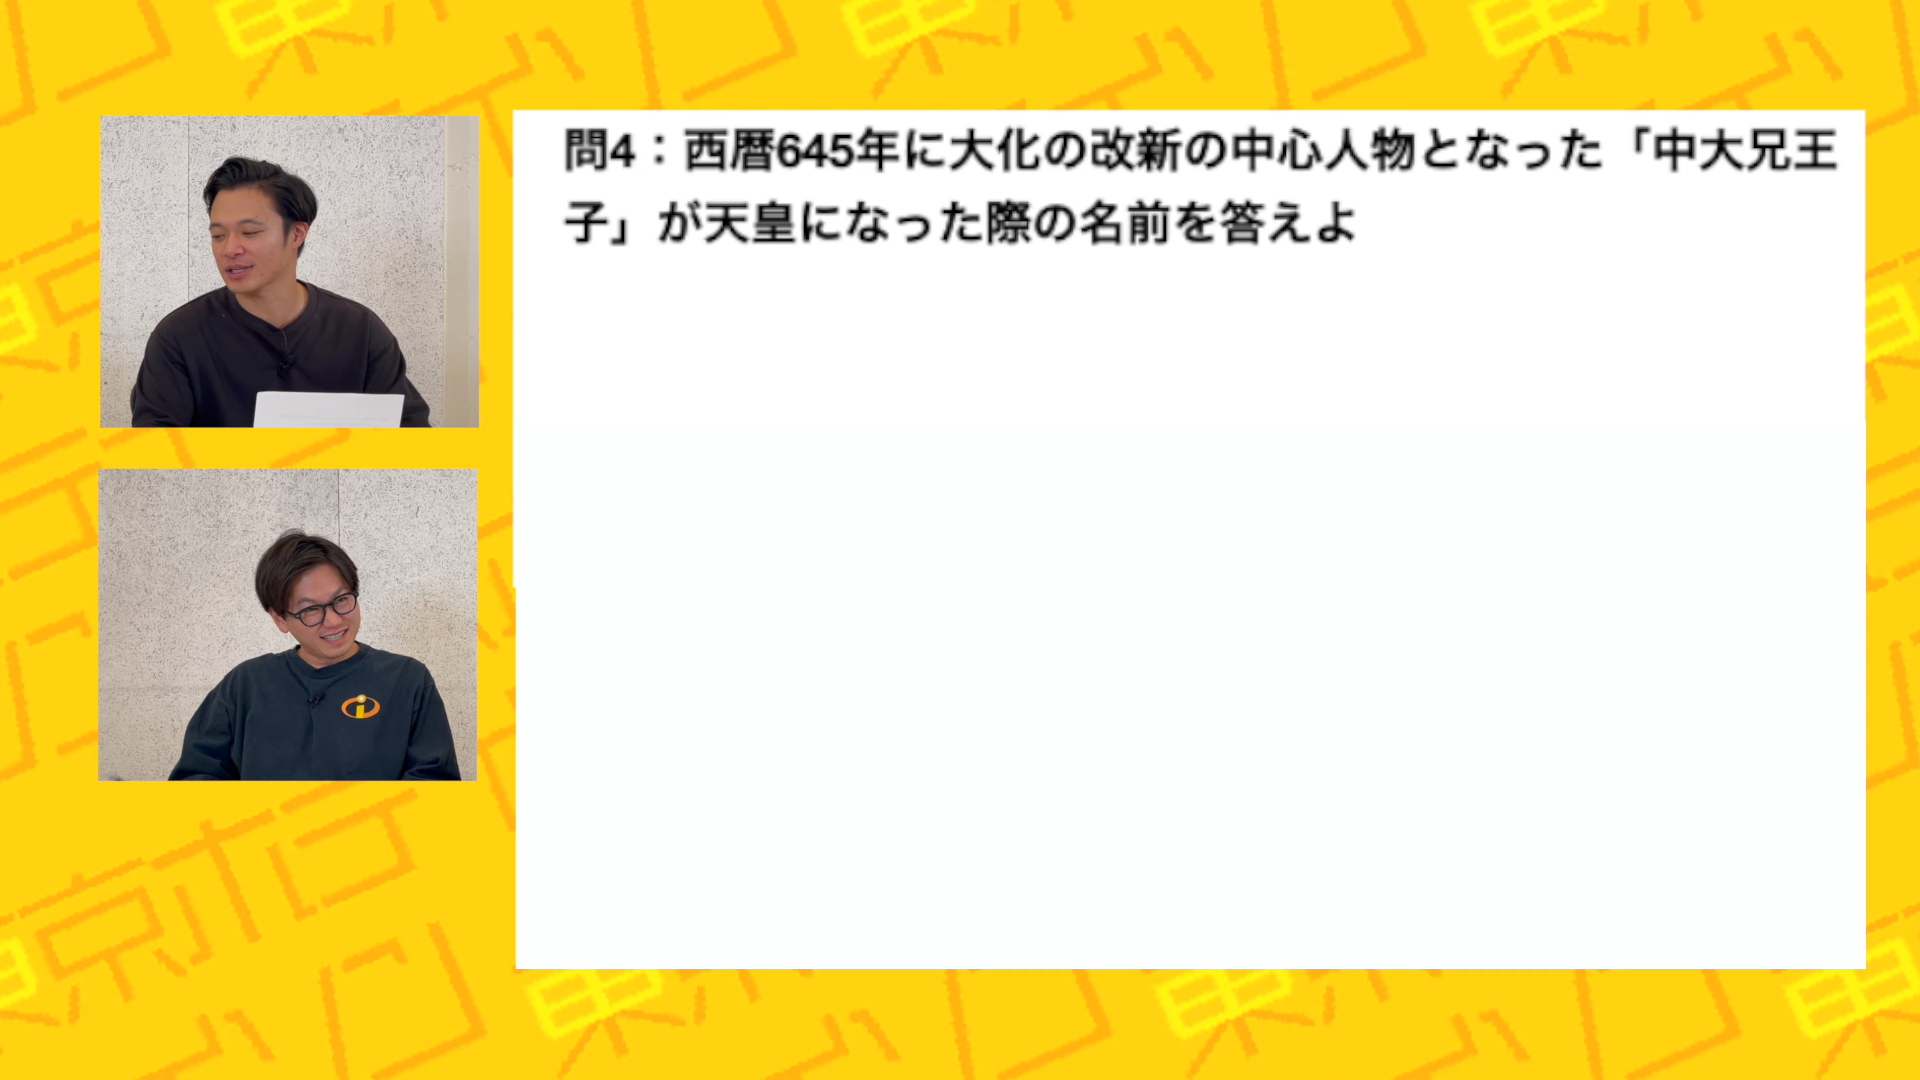 問4：西暦645年に大化の改新の中心人物となった「中大兄王
子」が天皇になった際の名前を答えよ